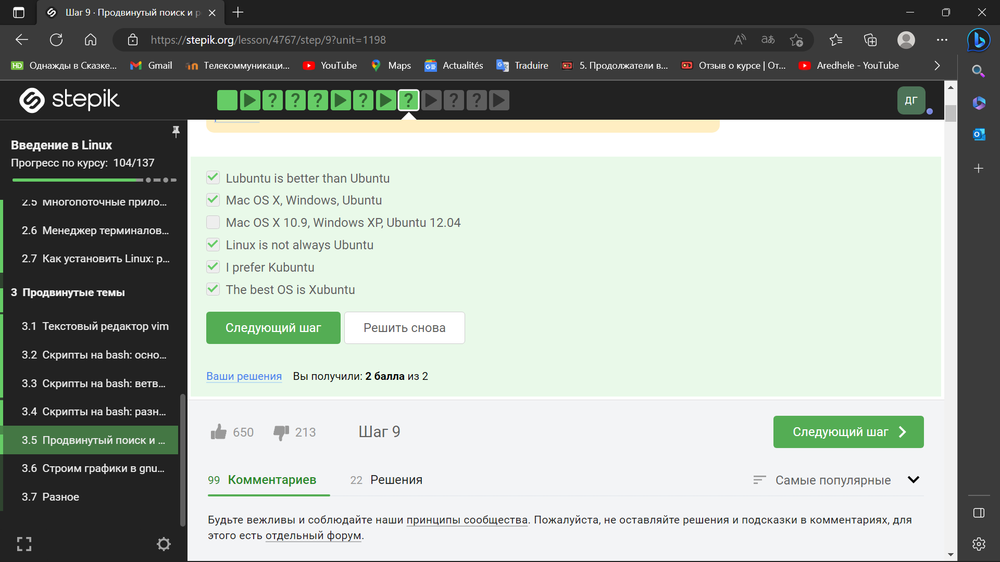 Шаг 9 · Продвинутый поиск и р
https://stepik.org/lesson/4767/step/9?unit=1198
Однажды в Сказке... Gmail Телекоммуникаци... YouTube Maps Actualités Traduire 5. Продолжатели в... Отзыв о курсе | От... Aredhele - YouTube
stepik
ДГ
Введение в Linux
Прогресс по курсу: 104/137
2.5 Многопоточные прило...
2.6 Менеджер терминалов...
2.7 Как установить Linux: р...
3 Продвинутые темы
3.1 Текстовый редактор vim
3.2 Скрипты на bash: осно...
3.3 Скрипты на bash: ветв...
3.4 Скрипты на bash: разн...
3.5 Продвинутый поиск и ...
3.6 Строим графики в gnu...
3.7 Разное
Lubuntu is better than Ubuntu
Mac OS X, Windows, Ubuntu
Mac OS X 10.9, Windows XP, Ubuntu 12.04
Linux is not always Ubuntu
I prefer Kubuntu
The best OS is Xubuntu
Следующий шаг Решить снова
Ваши решения Вы получили: 2 балла из 2
650 213 Шаг 9 Следующий шаг
99 Комментариев 22 Решения Самые популярные
Будьте вежливы и соблюдайте наши принципы сообщества. Пожалуйста, не оставляйте решения и подсказки в комментариях, для
этого есть отдельный форум.